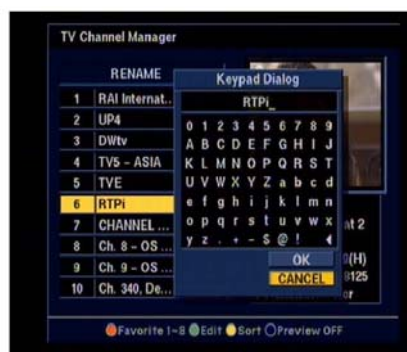 TV Channel Manager
RENAME
1 RAI Internat..
2 UP4
3 DWtv
4 TV5 - ASIA
5 TVE
6 RTPi
7 CHANNEL ...
8 Ch. 8 - OS ...
9 Ch. 9 - OS ...
10 Ch. 340, De...
Keypad Dialog
RTPi_
0 1 2 3 4 5 6 7 8 9
A B C D E F G H I J
K L M N O P Q R S T
U V W X Y Z a b c d
e f g h i j k l m n
o p q r s t u v w x
y z . + - $ @ !
OK
CANCEL
at 2
(H)
8125
Favorite 1~8 Edit Sort Preview OFF